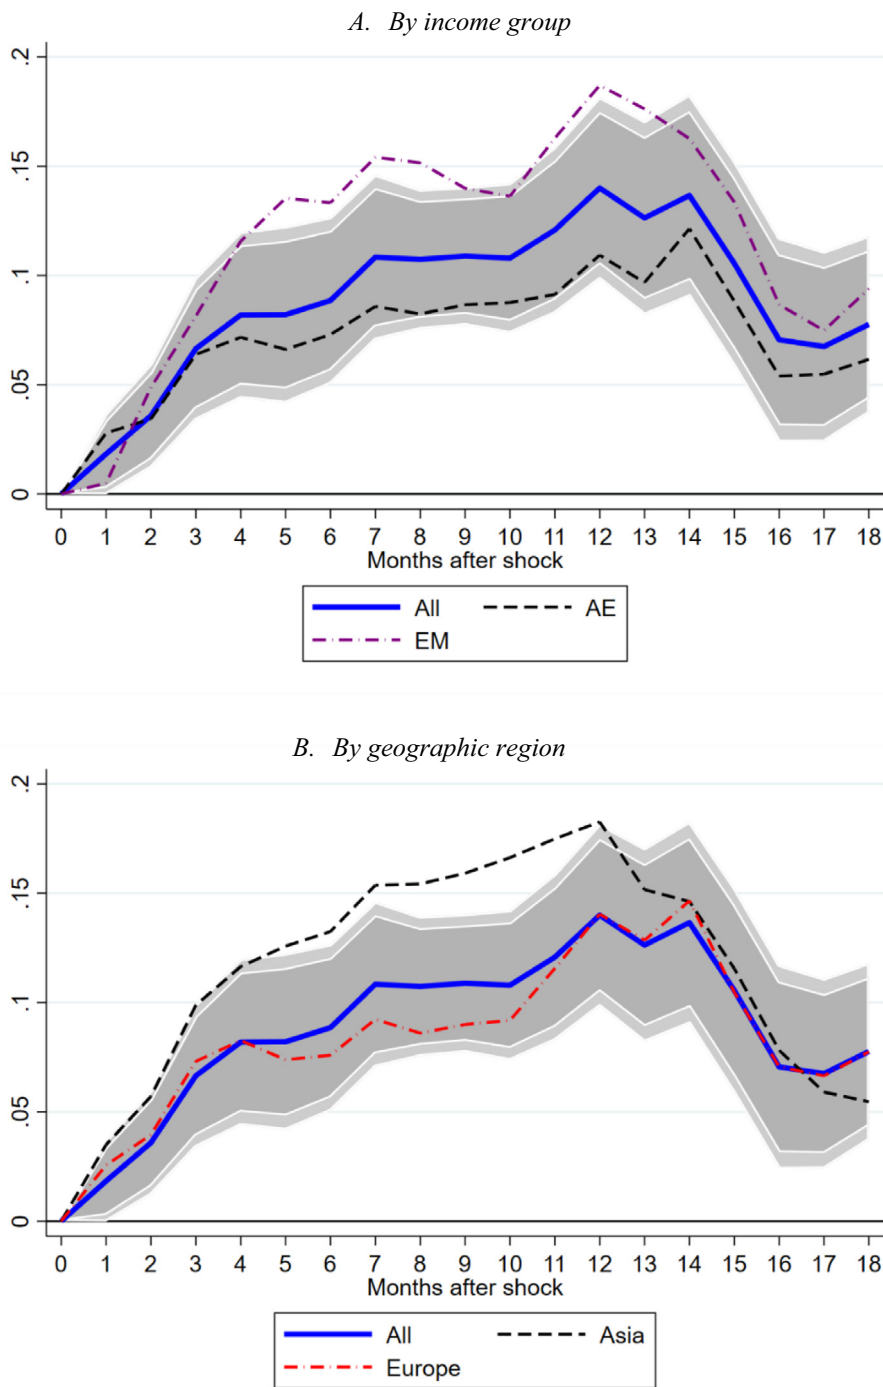 A. By income group
.2
.15
.1
.05
0
0 1 2 3 4 5 6 7 8 9 10 11 12 13 14 15 16 17 18
Months after shock
All AE
EM
B. By geographic region
.2
.15
.1
.05
0
0 1 2 3 4 5 6 7 8 9 10 11 12 13 14 15 16 17 18
Months after shock
All Asia
Europe